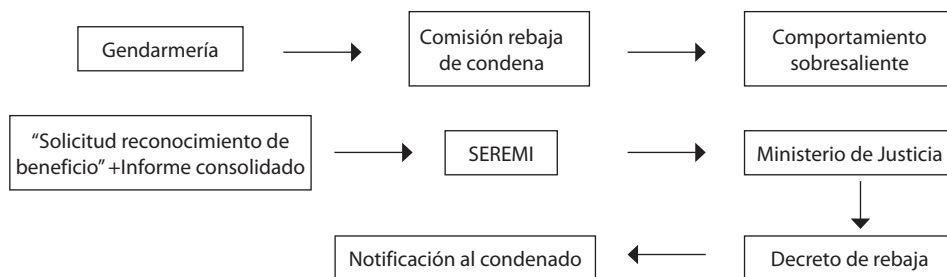 Gendarmería
Comisión rebaja
de condena
Comportamiento
sobresaliente
“Solicitud reconocimiento de
beneficio” +Informe consolidado
SEREMI
Ministerio de Justicia
Notificación al condenado
Decreto de rebaja